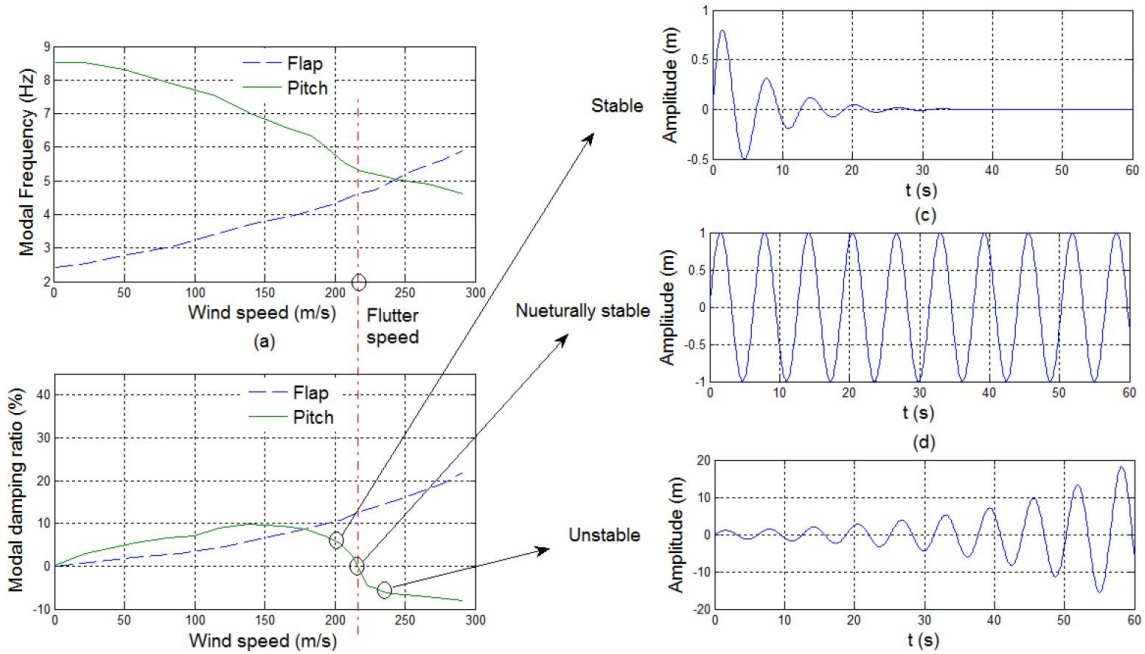 Modal Frequency (Hz)
9
8
7
6
5
4
3
2
Flap
Pitch
0 50 100 150 200 250 300
Wind speed (m/s)
(a)
Flutter
speed
Modal damping ratio (%)
40
30
20
10
0
-10
Flap
Pitch
0 50 100 150 200 250 300
Wind speed (m/s)
Stable
Nueturally stable
Unstable
Amplitude (m)
1
0.5
0
-0.5
0 10 20 30 40 50 60
t (s)
(c)
Amplitude (m)
1
0.5
0
-0.5
-1
0 10 20 30 40 50 60
t (s)
(d)
Amplitude (m)
20
10
0
-10
-20
0 10 20 30 40 50 60
t (s)